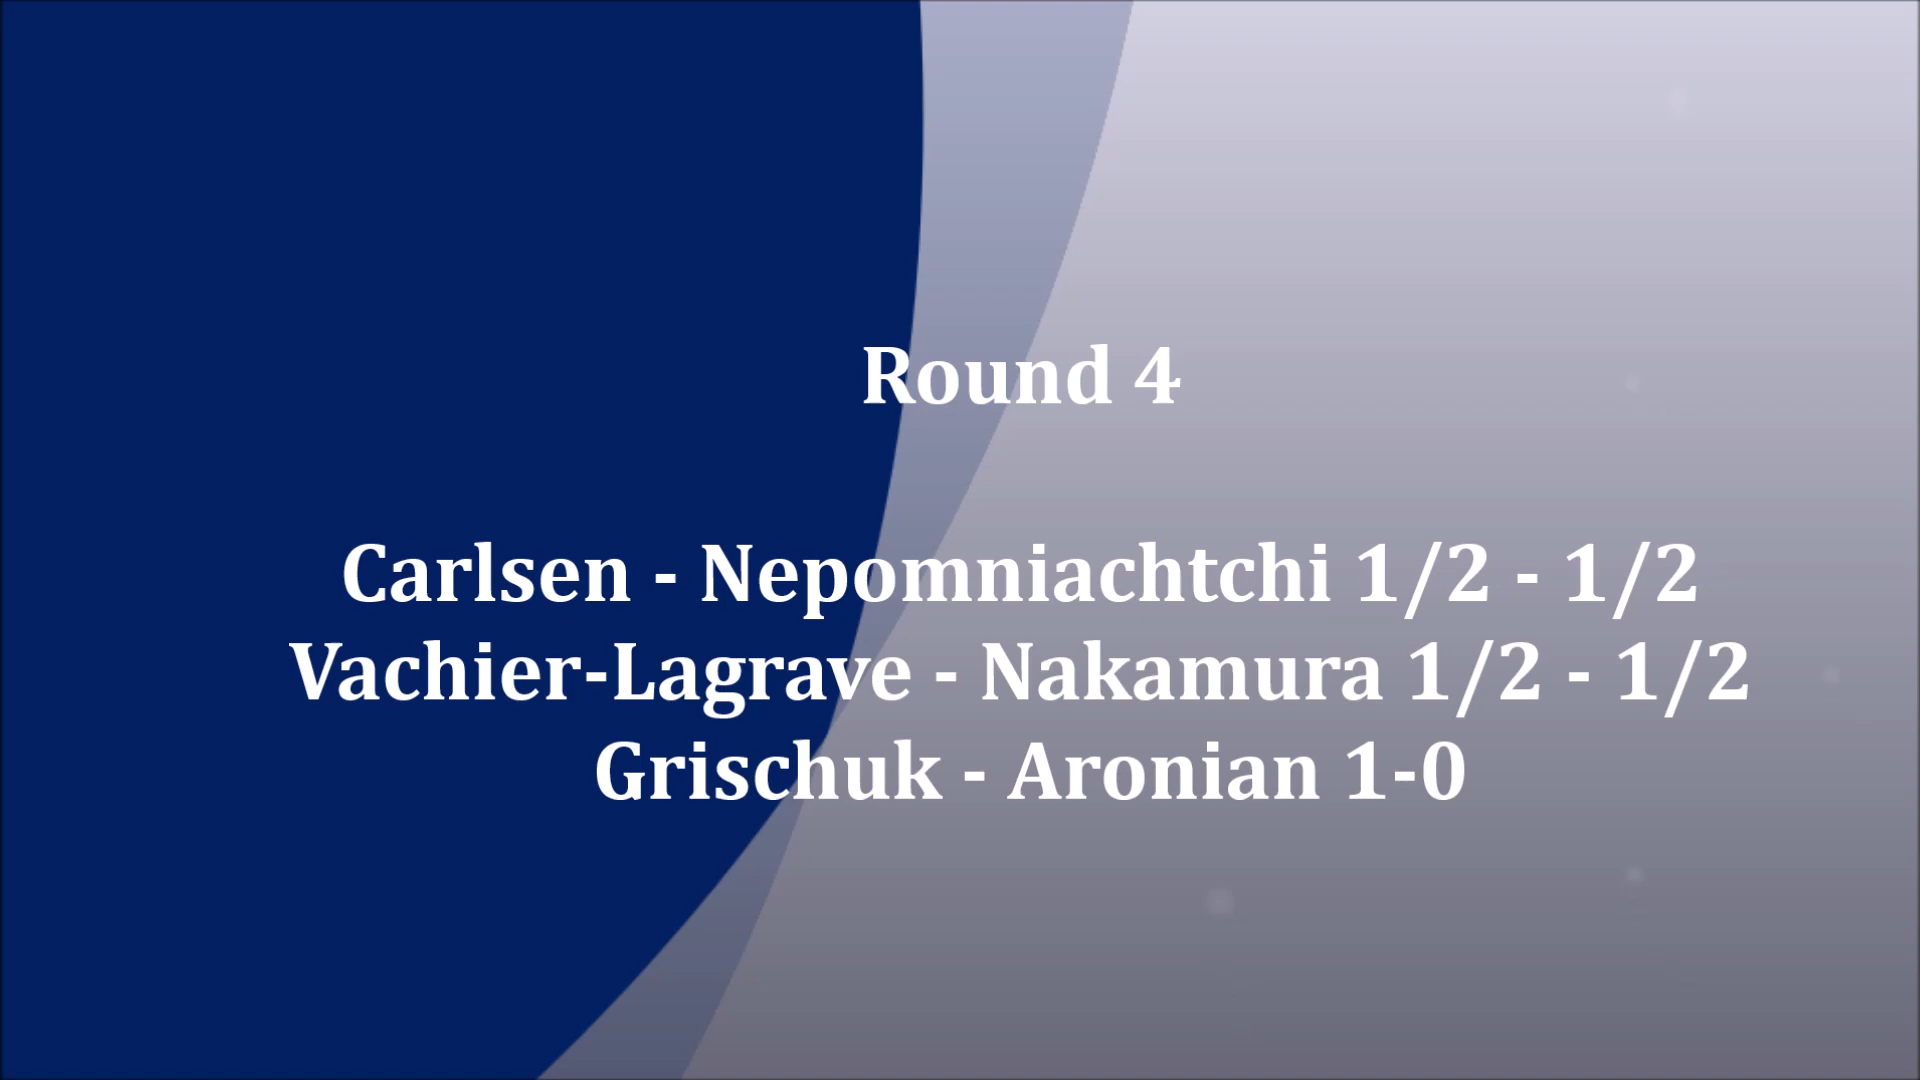 Round 4
Carlsen - Nepomniachtchi 1/2 - 1/2
Vachier-Lagrave - Nakamura 1/2 - 1/2
Grischuk - Aronian 1-0